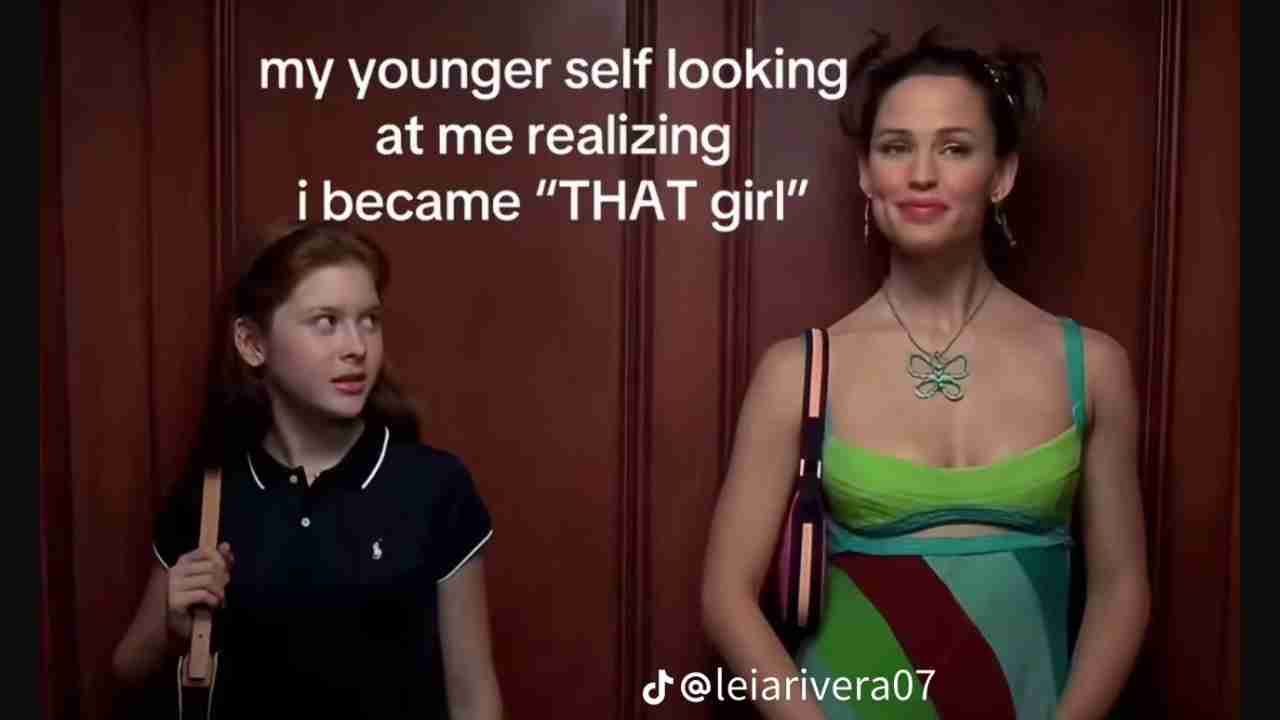 my younger self looking
at me realizing
i became “THAT girl”
@leiarivera07